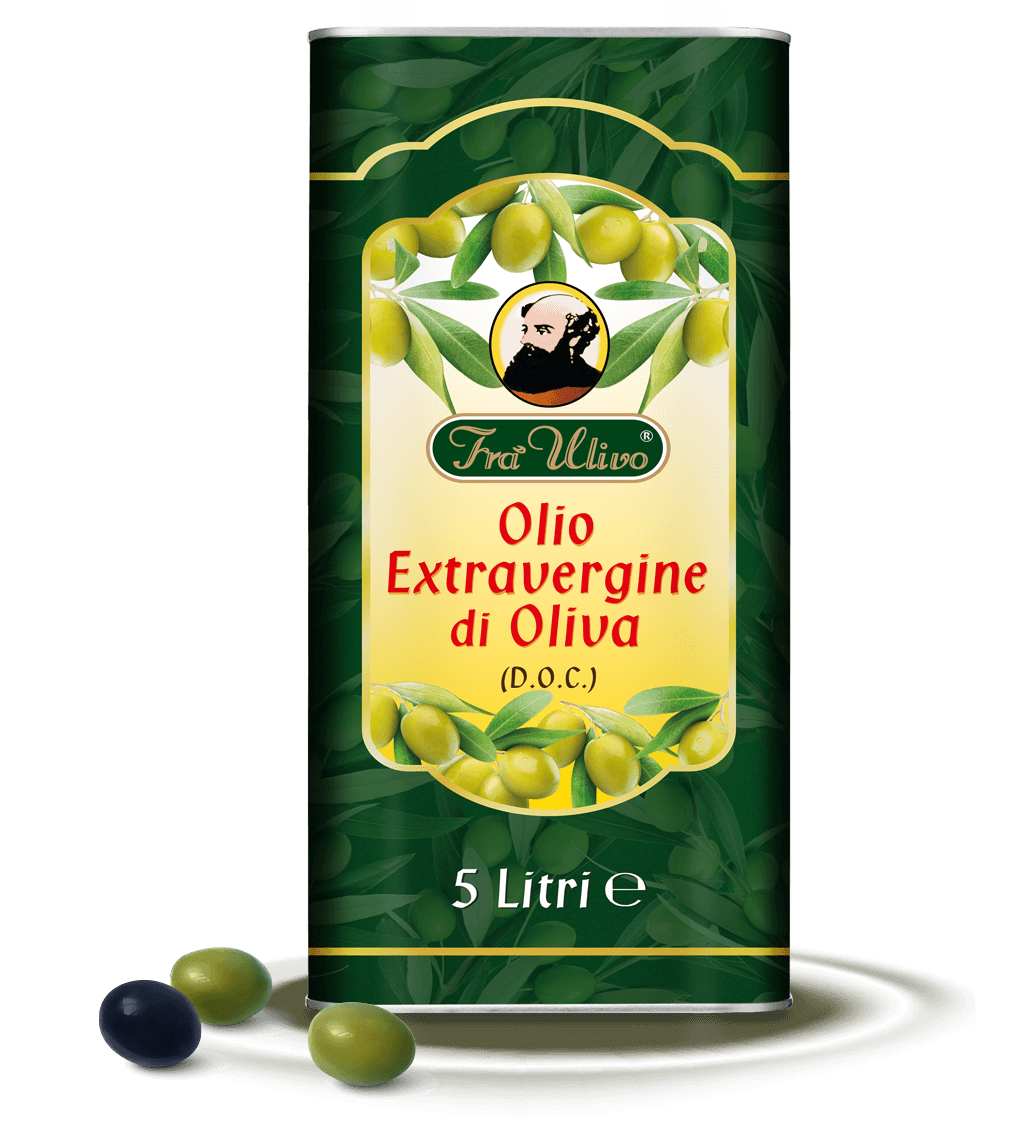 Fra' Ulivo®
Olio
Extravergine
di Oliva
(D.O.C.)
5 Litri ℮